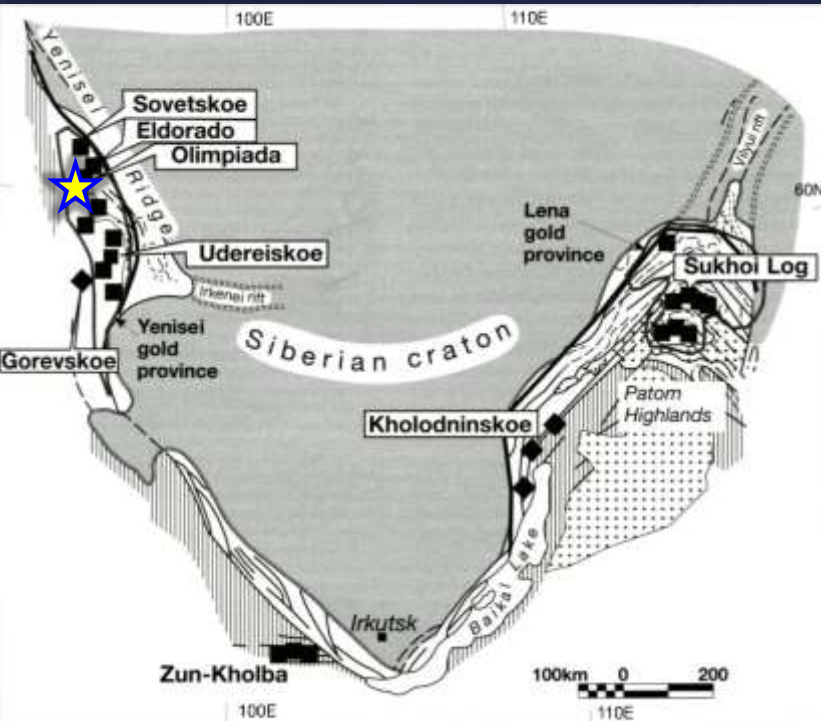 100E
110E
Yenisei
Ridge
Sovetskoe
Eldorado
Olimpiada
Vilyui rift
60N
Lena
gold
province
Udereiskoe
Sukhoi Log
Irkenei rift
Yenisei
gold
province
Siberian craton
Gorevskoe
Patom
Highlands
Kholodninskoe
Baikal Lake
Irkutsk
Zun-Kholba
100km 0 200
100E
110E